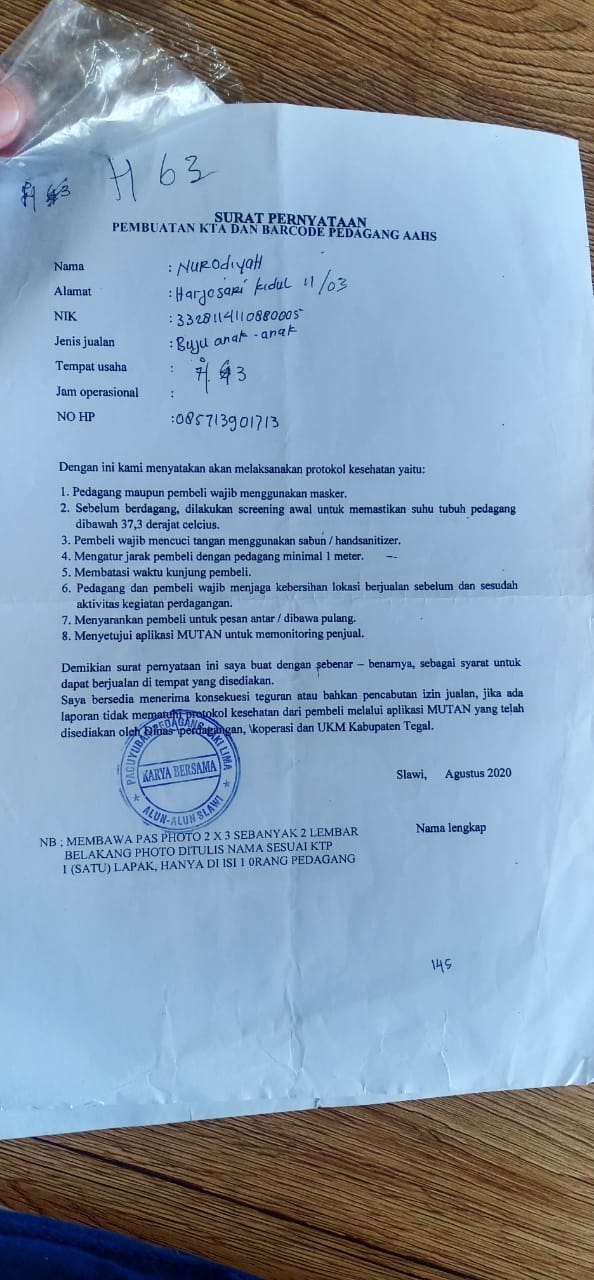 H 63
SURAT PERNYATAAN
PEMBUATAN KTA DAN BARCODE PEDAGANG AAHS
Nama : NURODIYAH
Alamat : Harjosari Kidul 11/03
NIK : 3328114110880005
Jenis jualan : Buju anak-anak
Tempat usaha : H. 63
Jam operasional :
NO HP : 085713901713
Dengan ini kami menyatakan akan melaksanakan protokol kesehatan yaitu:
1. Pedagang maupun pembeli wajib menggunakan masker.
2. Sebelum berdagang, dilakukan screening awal untuk memastikan suhu tubuh pedagang
dibawah 37,3 derajat celcius.
3. Pembeli wajib mencuci tangan menggunakan sabun / handsanitizer.
4. Mengatur jarak pembeli dengan pedagang minimal 1 meter.
5. Membatasi waktu kunjung pembeli.
6. Pedagang dan pembeli wajib menjaga kebersihan lokasi berjualan sebelum dan sesudah
aktivitas kegiatan perdagangan.
7. Menyarankan pembeli untuk pesan antar / dibawa pulang.
8. Menyetujui aplikasi MUTAN untuk memonitoring penjual.
Demikian surat pernyataan ini saya buat dengan sebenar – benarnya, sebagai syarat untuk
dapat berjualan di tempat yang disediakan.
Saya bersedia menerima konsekuesi teguran atau bahkan pencabutan izin jualan, jika ada
laporan tidak mematuhi protokol kesehatan dari pembeli melalui aplikasi MUTAN yang telah
disediakan oleh Dinas \perdagangan, \koperasi dan UKM Kabupaten Tegal.
PAGUYUBAN PEDAGANG KAKI LIMA
KARYA BERSAMA
ALUN-ALUN SLAWI
Slawi, Agustus 2020
Nama lengkap
NB : MEMBAWA PAS PHOTO 2 X 3 SEBANYAK 2 LEMBAR
BELAKANG PHOTO DITULIS NAMA SESUAI KTP
1 (SATU) LAPAK, HANYA DI ISI 1 0RANG PEDAGANG
145